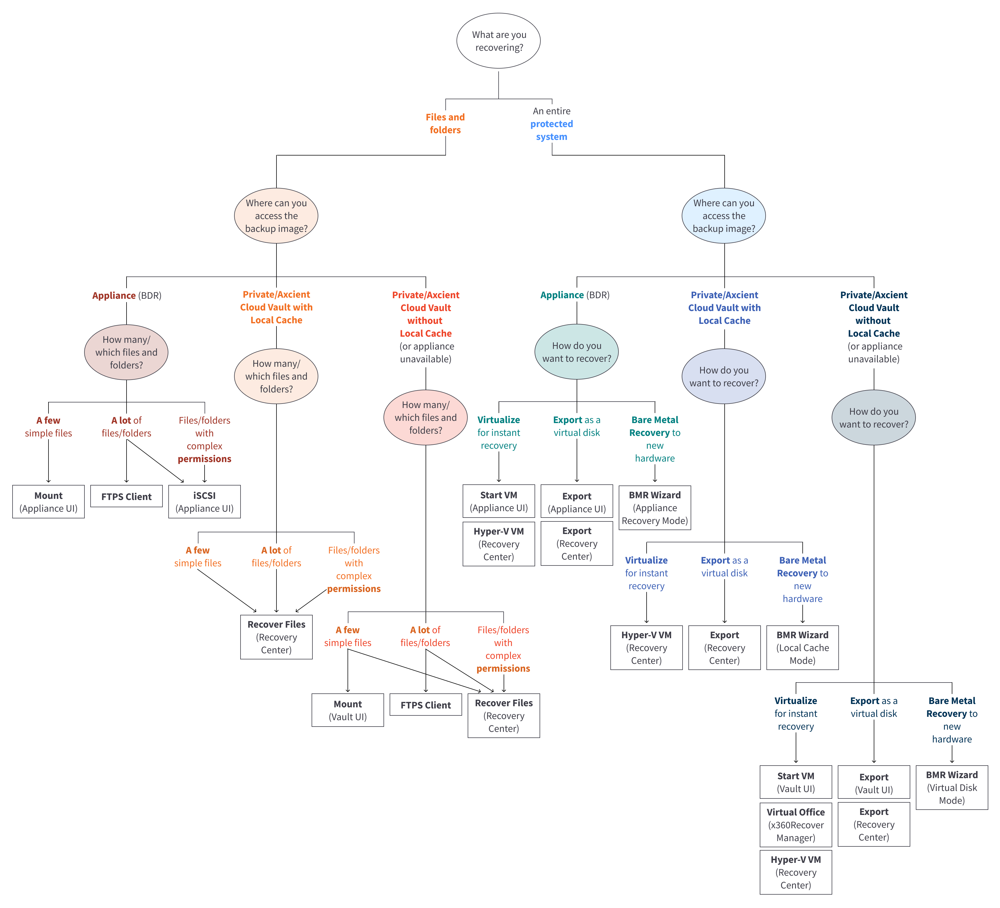 What are you
recovering?
Files and
folders
An entire
protected
system
Where can you
access the
backup image?
Where can you
access the
backup image?
Appliance (BDR)
Private/Axcient
Cloud Vault with
Local Cache
Private/Axcient
Cloud Vault
without
Local Cache
(or appliance
unavailable)
Appliance (BDR)
Private/Axcient
Cloud Vault with
Local Cache
Private/Axcient
Cloud Vault
without
Local Cache
(or appliance
unavailable)
How many/
which files and
folders?
How many/
which files and
folders?
How many/
which files and
folders?
How do you
want to recover?
How do you
want to recover?
How do you
want to recover?
A few
simple files
A lot of
files/folders
Files/folders
with
complex
permissions
Mount
(Appliance UI)
FTPS Client
iSCSI
(Appliance UI)
Virtualize
for instant
recovery
Export as a
virtual disk
Bare Metal
Recovery to
new
hardware
Start VM
(Appliance UI)
Hyper-V VM
(Recovery
Center)
Export
(Appliance UI)
Export
(Recovery
Center)
BMR Wizard
(Appliance
Recovery Mode)
A few
simple files
A lot of
files/folders
Files/folders
with
complex
permissions
Recover Files
(Recovery
Center)
Virtualize
for instant
recovery
Export as a
virtual disk
Bare Metal
Recovery to
new
hardware
Hyper-V VM
(Recovery
Center)
Export
(Recovery
Center)
BMR Wizard
(Local Cache
Mode)
A few
simple files
A lot of
files/folders
Files/folders
with
complex
permissions
Mount
(Vault UI)
FTPS Client
Recover Files
(Recovery
Center)
Virtualize
for instant
recovery
Export as a
virtual disk
Bare Metal
Recovery to
new
hardware
Start VM
(Vault UI)
Virtual Office
(x360Recover
Manager)
Hyper-V VM
(Recovery
Center)
Export
(Vault UI)
Export
(Recovery
Center)
BMR Wizard
(Virtual Disk
Mode)